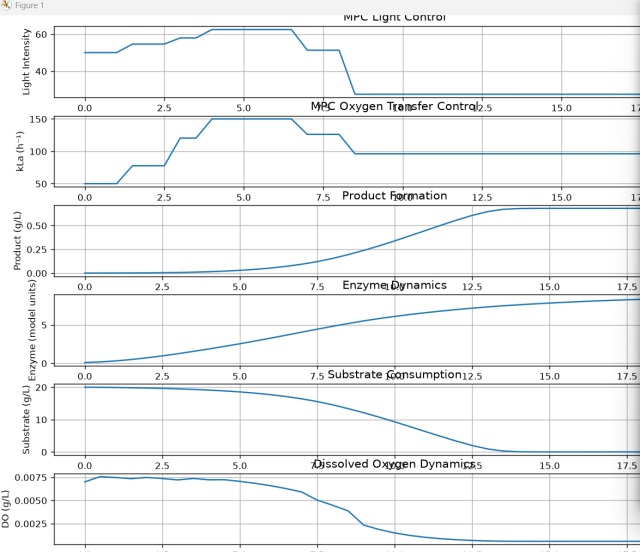 Figure 1
MPC Light Control
Light Intensity
60
40
0.0 2.5 5.0 7.5 10.0 12.5 15.0 17.
MPC Oxygen Transfer Control
kLa (h⁻¹)
150
100
50
0.0 2.5 5.0 7.5 10.0 12.5 15.0 17.
Product Formation
Product (g/L)
0.50
0.25
0.00
0.0 2.5 5.0 7.5 10.0 12.5 15.0 17.5
Enzyme Dynamics
Enzyme (model units)
5
0
0.0 2.5 5.0 7.5 10.0 12.5 15.0 17.5
Substrate Consumption
Substrate (g/L)
20
10
0
0.0 2.5 5.0 7.5 10.0 12.5 15.0 17.5
Dissolved Oxygen Dynamics
DO (g/L)
0.0075
0.0050
0.0025